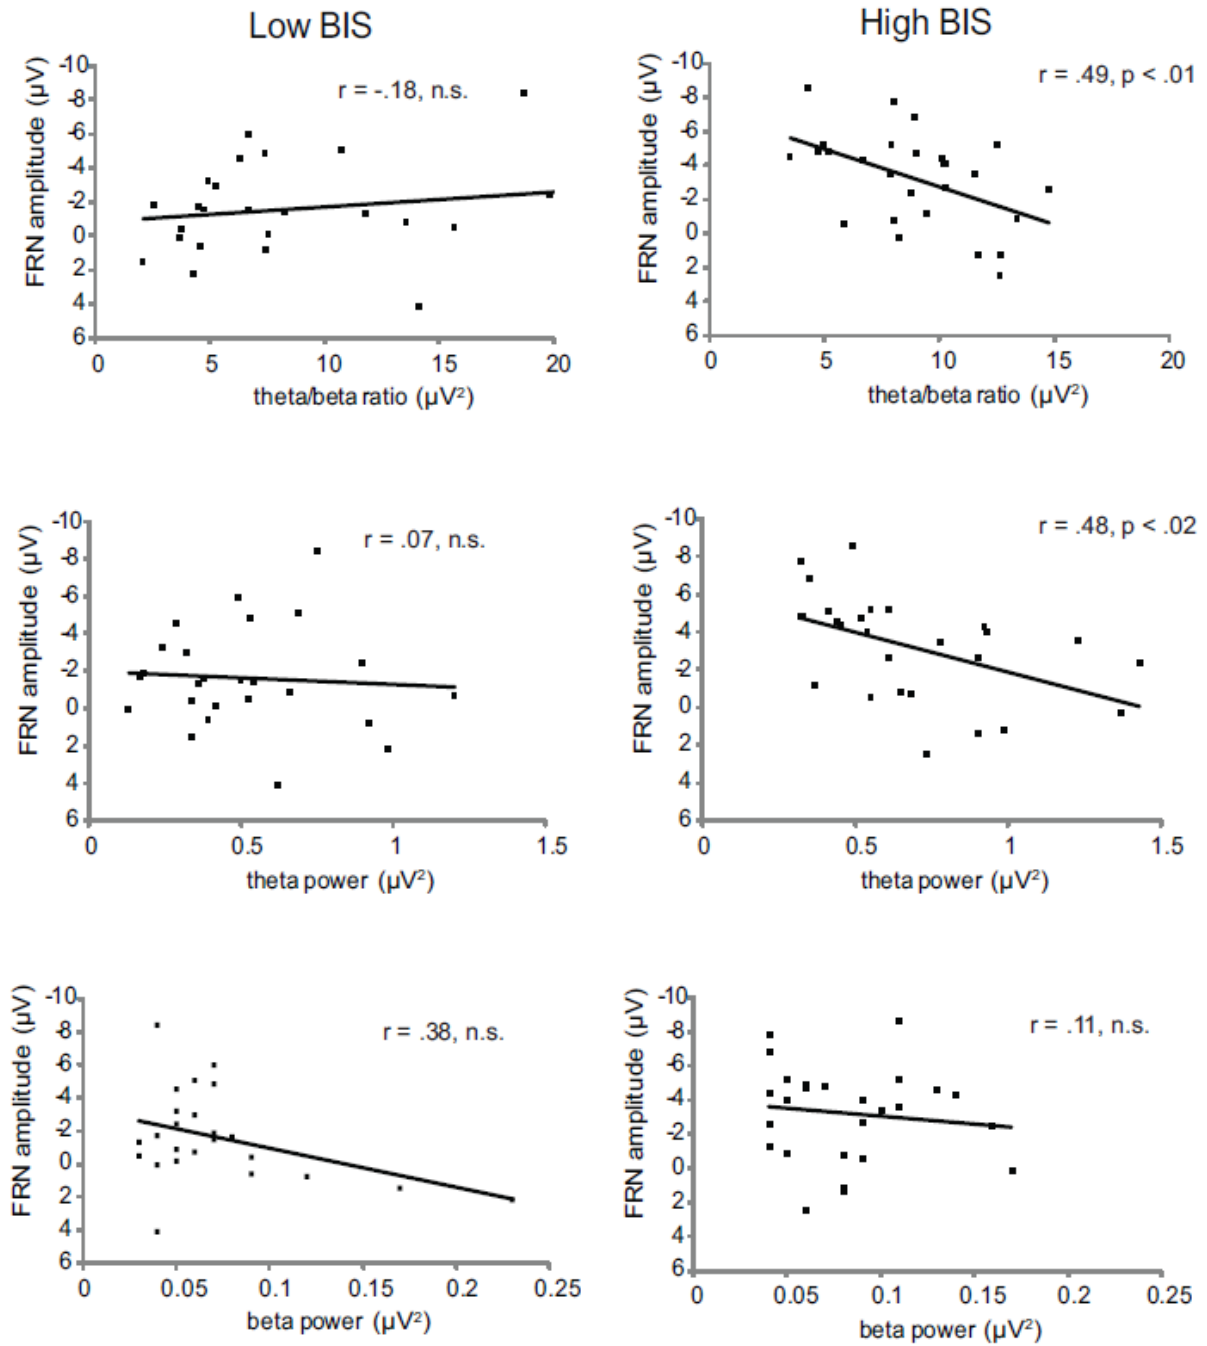 Low BIS
High BIS
FRN amplitude (µV)
-10
-8
-6
-4
-2
0
2
4
6
r = -.18, n.s.
0 5 10 15 20
theta/beta ratio (µV²)
FRN amplitude (µV)
-10
-8
-6
-4
-2
0
2
4
6
r = .49, p < .01
0 5 10 15 20
theta/beta ratio (µV²)
FRN amplitude (µV)
-10
-8
-6
-4
-2
0
2
4
6
r = .07, n.s.
0 0.5 1 1.5
theta power (µV²)
FRN amplitude (µV)
-10
-8
-6
-4
-2
0
2
4
6
r = .48, p < .02
0 0.5 1 1.5
theta power (µV²)
FRN amplitude (µV)
-10
-8
-6
-4
-2
0
2
4
6
r = .38, n.s.
0 0.05 0.1 0.15 0.2 0.25
beta power (µV²)
FRN amplitude (µV)
-10
-8
-6
-4
-2
0
2
4
6
r = .11, n.s.
0 0.05 0.1 0.15 0.2 0.25
beta power (µV²)